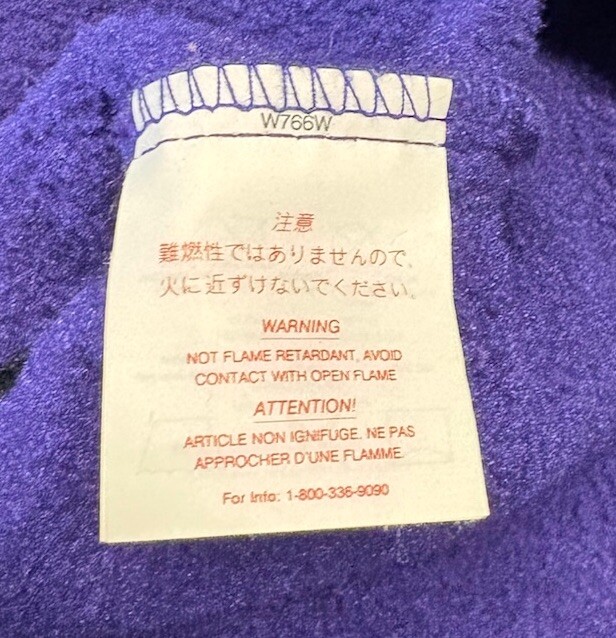 W766W
注意
難燃性ではありませんので、
火に近ずけないでください。
WARNING
NOT FLAME RETARDANT, AVOID
CONTACT WITH OPEN FLAME
ATTENTION!
ARTICLE NON IGNIFUGE. NE PAS
APPROCHER D'UNE FLAMME.
For Info: 1-800-336-9090